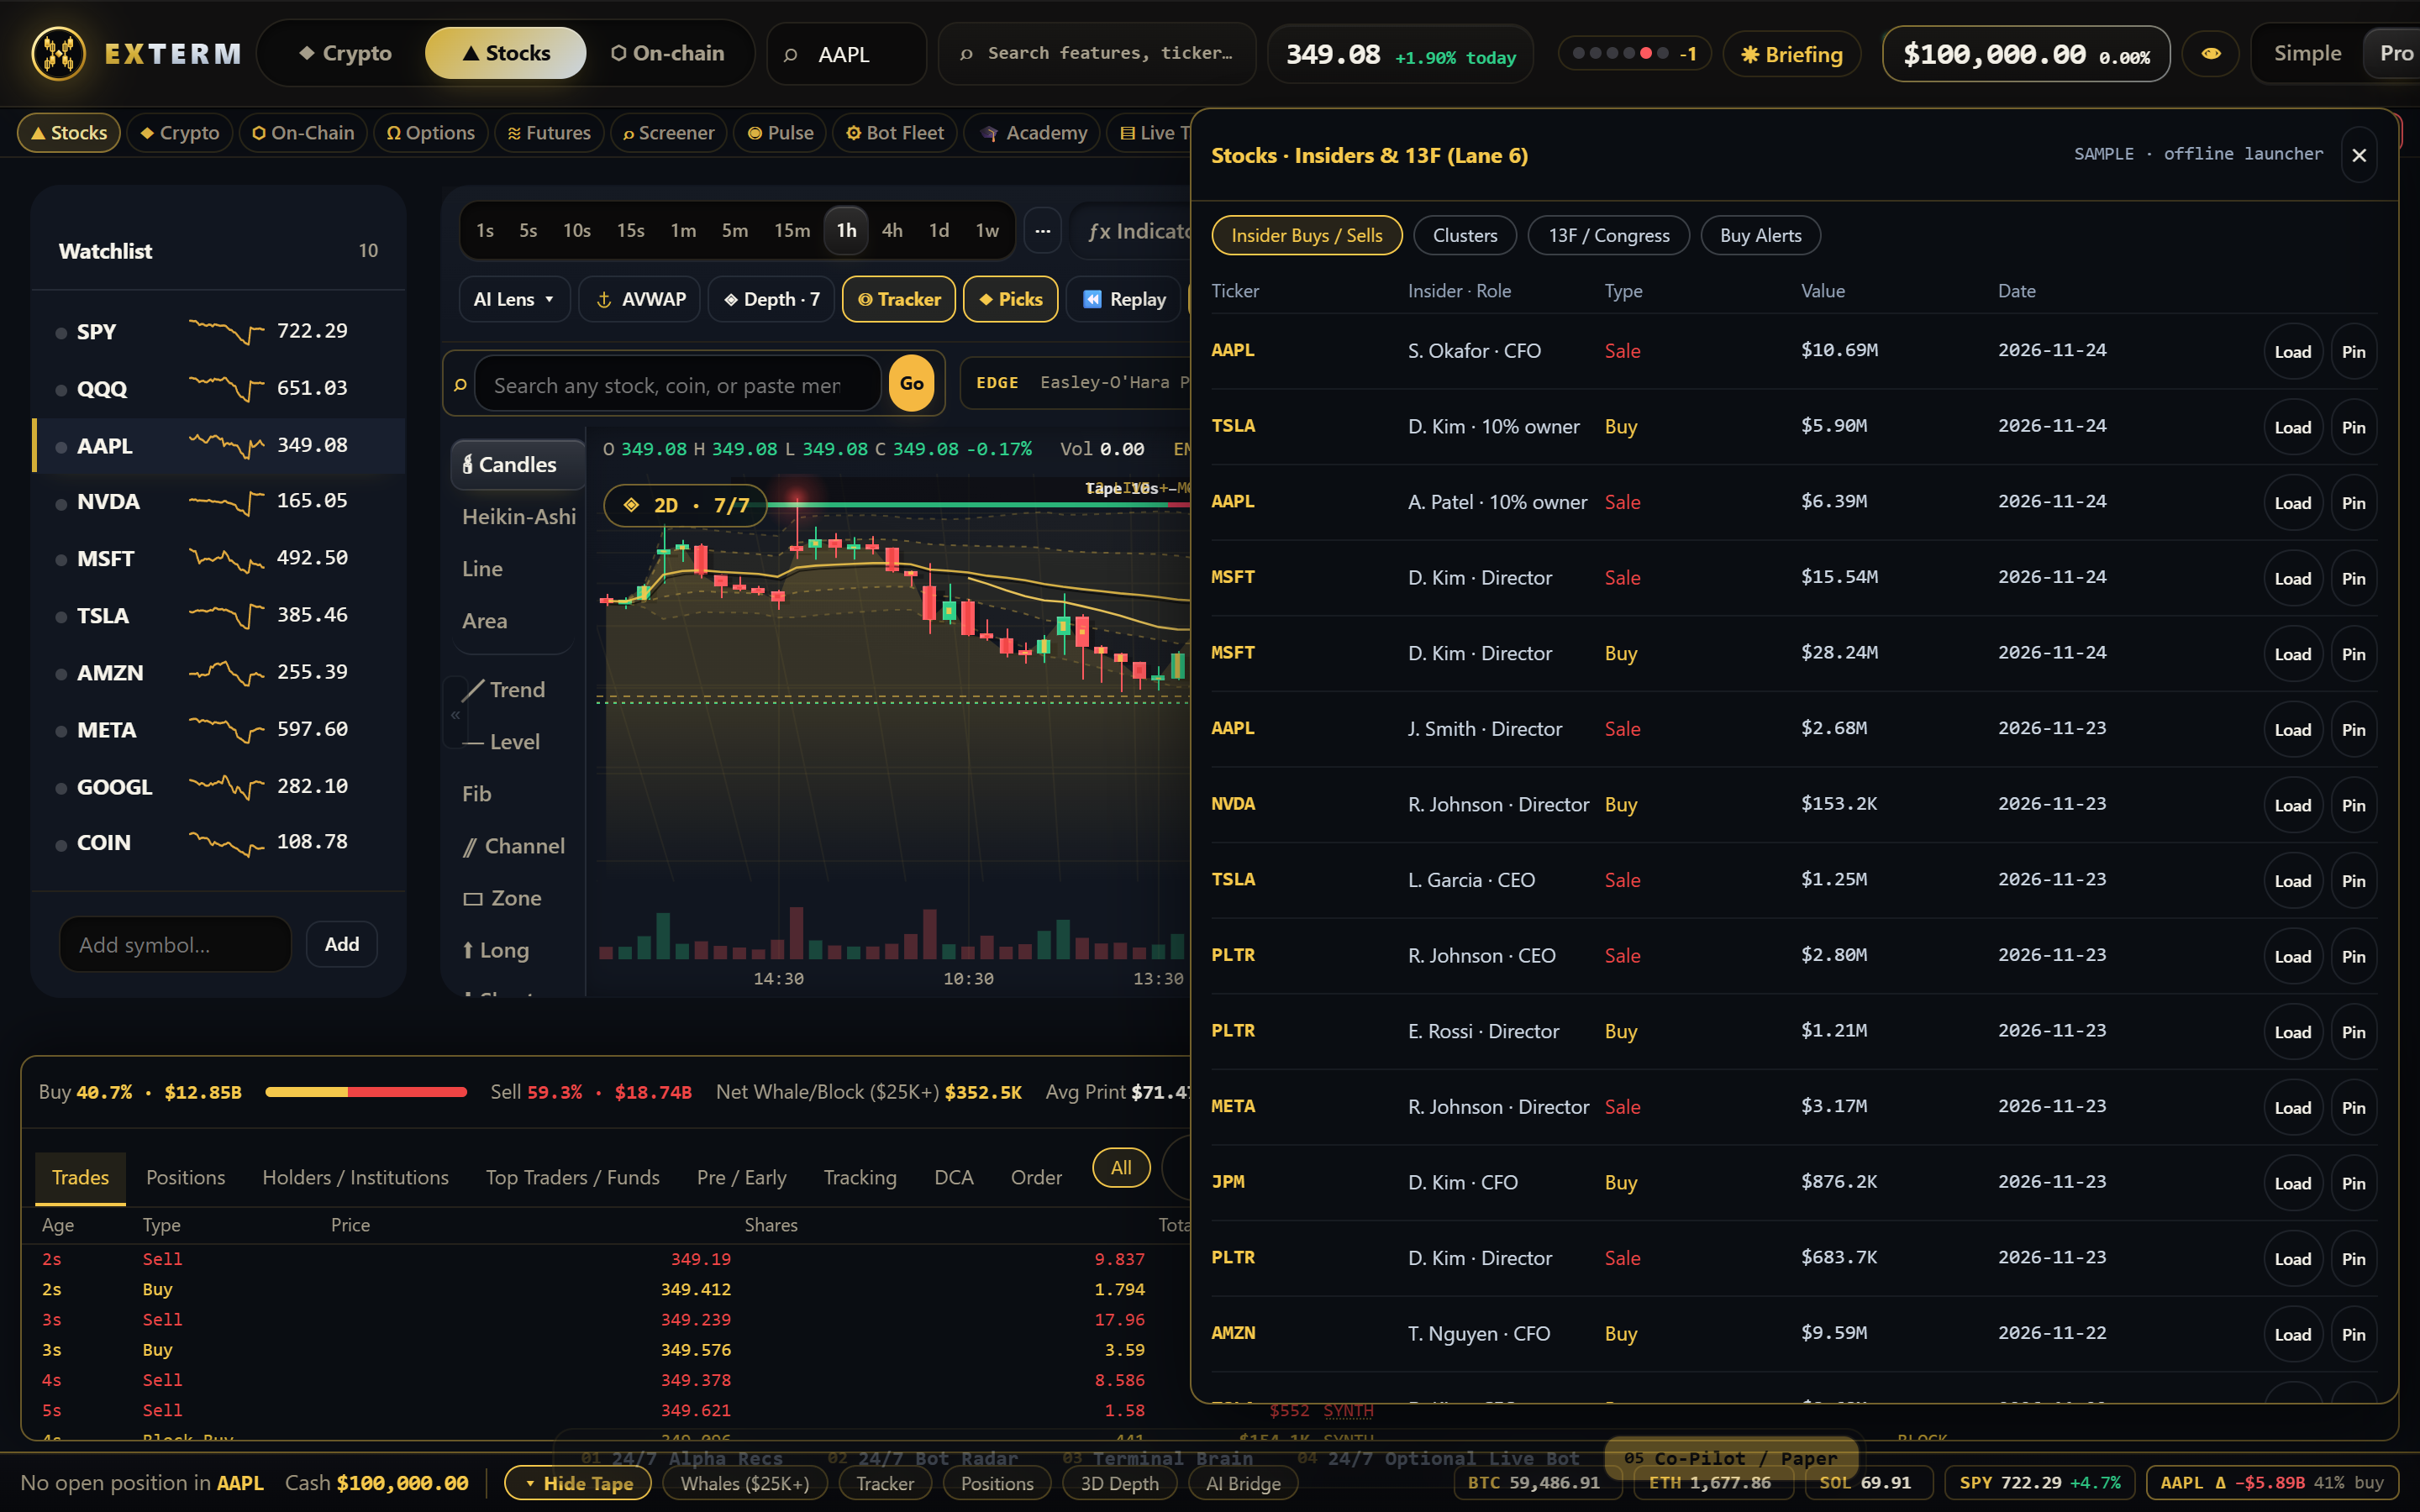 EXTERM
Crypto Stocks On-chain AAPL Search features, ticker… 349.08 +1.90% today -1 Briefing $100,000.00 0.00% Simple Pro
Stocks Crypto On-Chain Options Futures Screener Pulse Bot Fleet Academy Live T
Watchlist 10
SPY 722.29
QQQ 651.03
AAPL 349.08
NVDA 165.05
MSFT 492.50
TSLA 385.46
AMZN 255.39
META 597.60
GOOGL 282.10
COIN 108.78
Add symbol... Add
1s 5s 10s 15s 1m 5m 15m 1h 4h 1d 1w ... ƒx Indicato
AI Lens AVWAP Depth · 7 Tracker Picks Replay
Search any stock, coin, or paste mer Go EDGE Easley-O'Hara P
Candles
Heikin-Ashi
Line
Area
Trend
«
Level
Fib
Channel
Zone
Long
O 349.08 H 349.08 L 349.08 C 349.08 -0.17% Vol 0.00 EM
2D · 7/7
Tape 10s
14:30 10:30 13:30
Stocks · Insiders & 13F (Lane 6) SAMPLE · offline launcher ✕
Insider Buys / Sells Clusters 13F / Congress Buy Alerts
Ticker Insider · Role Type Value Date
AAPL S. Okafor · CFO Sale $10.69M 2026-11-24 Load Pin
TSLA D. Kim · 10% owner Buy $5.90M 2026-11-24 Load Pin
AAPL A. Patel · 10% owner Sale $6.39M 2026-11-24 Load Pin
MSFT D. Kim · Director Sale $15.54M 2026-11-24 Load Pin
MSFT D. Kim · Director Buy $28.24M 2026-11-24 Load Pin
AAPL J. Smith · Director Sale $2.68M 2026-11-23 Load Pin
NVDA R. Johnson · Director Buy $153.2K 2026-11-23 Load Pin
TSLA L. Garcia · CEO Sale $1.25M 2026-11-23 Load Pin
PLTR R. Johnson · CEO Sale $2.80M 2026-11-23 Load Pin
PLTR E. Rossi · Director Buy $1.21M 2026-11-23 Load Pin
META R. Johnson · Director Sale $3.17M 2026-11-23 Load Pin
JPM D. Kim · CFO Buy $876.2K 2026-11-23 Load Pin
PLTR D. Kim · Director Sale $683.7K 2026-11-23 Load Pin
AMZN T. Nguyen · CFO Buy $9.59M 2026-11-22 Load Pin
Buy 40.7% · $12.85B Sell 59.3% · $18.74B Net Whale/Block ($25K+) $352.5K Avg Print $71.47
Trades Positions Holders / Institutions Top Traders / Funds Pre / Early Tracking DCA Order All
Age Type Price Shares Tota
2s Sell 349.19 9.837
2s Buy 349.412 1.794
3s Sell 349.239 17.96
3s Buy 349.576 3.59
4s Sell 349.378 8.586
5s Sell 349.621 1.58 $552 SYNTH
4s Block Buy 349.096 441 $154.1K SYNTH BLOCK
01 24/7 Alpha Recs 02 24/7 Bot Radar 03 Terminal Brain 04 24/7 Optional Live Bot 05 Co-Pilot / Paper
No open position in AAPL Cash $100,000.00 Hide Tape Whales ($25K+) Tracker Positions 3D Depth AI Bridge BTC 59,486.91 ETH 1,677.86 SOL 69.91 SPY 722.29 +4.7% AAPL Δ −$5.89B 41% buy